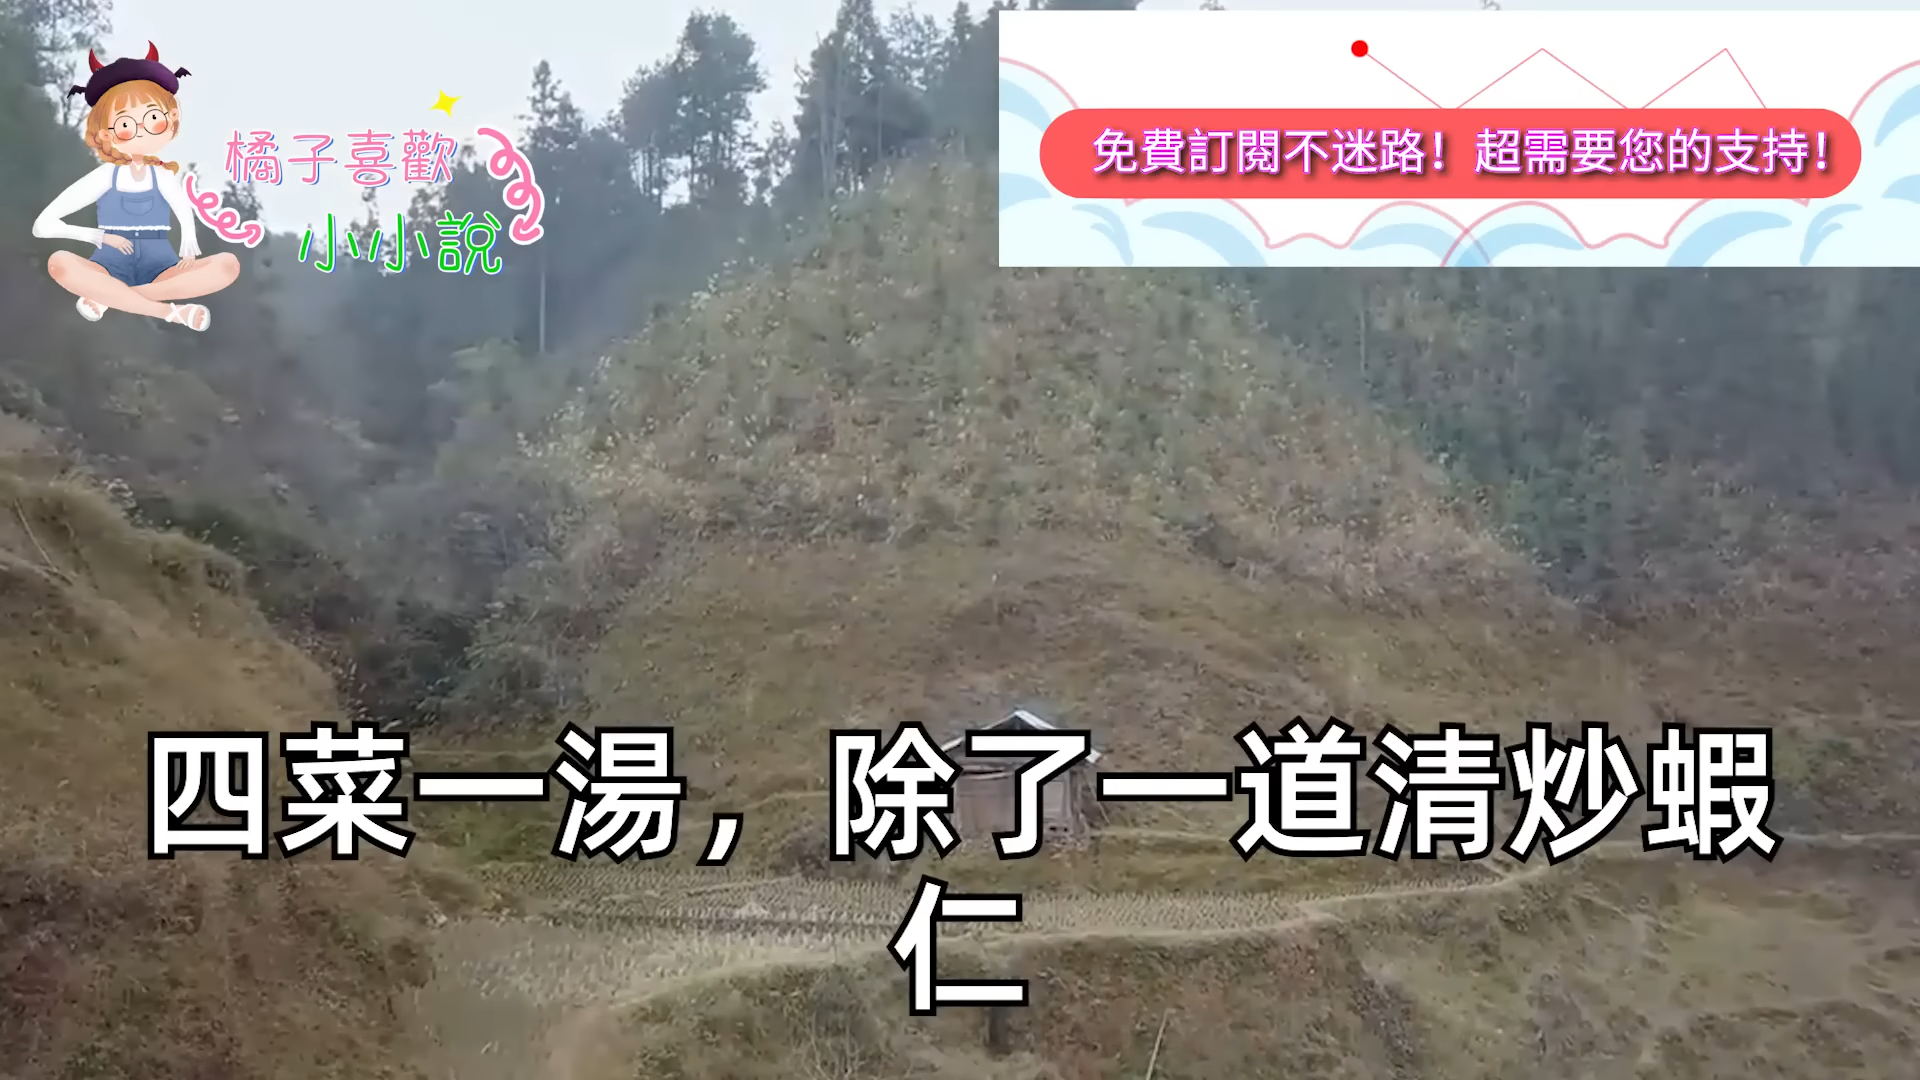 橘子喜歡
小小說
免費訂閱不迷路！超需要您的支持！
四菜一湯，除了一道清炒蝦
仁